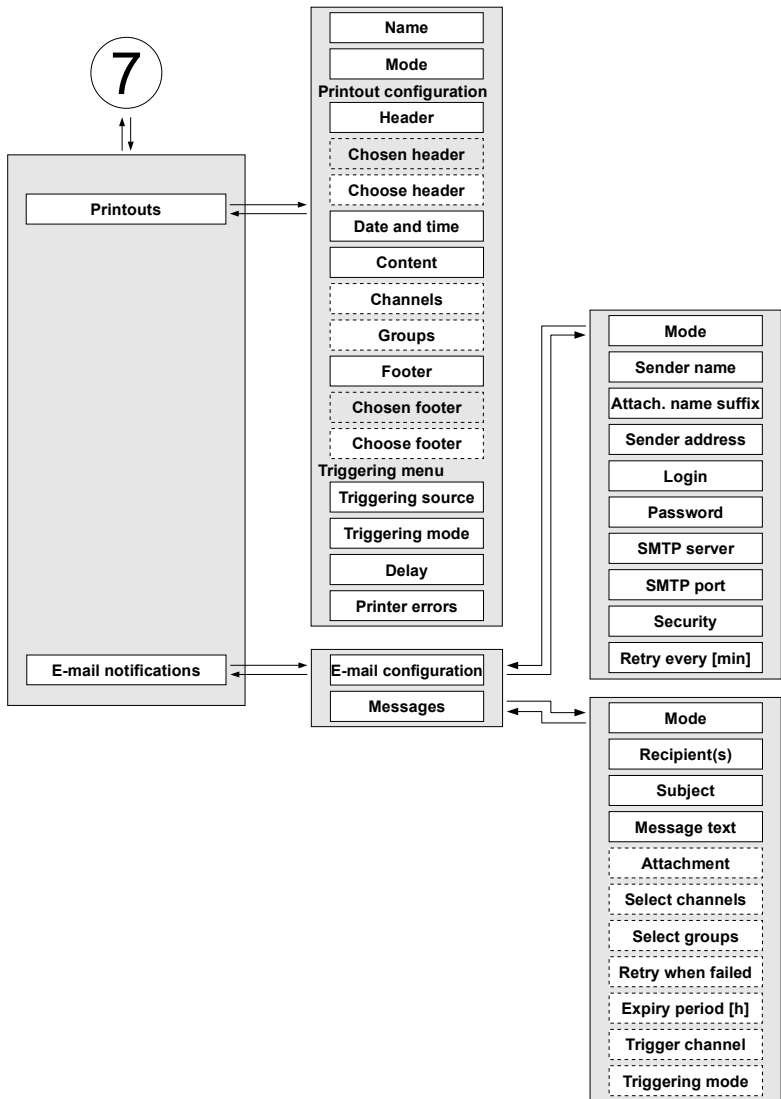 7
Printouts
E-mail notifications
Name
Mode
Printout configuration
Header
Chosen header
Choose header
Date and time
Content
Channels
Groups
Footer
Chosen footer
Choose footer
Triggering menu
Triggering source
Triggering mode
Delay
Printer errors
E-mail configuration
Messages
Mode
Sender name
Attach. name suffix
Sender address
Login
Password
SMTP server
SMTP port
Security
Retry every [min]
Mode
Recipient(s)
Subject
Message text
Attachment
Select channels
Select groups
Retry when failed
Expiry period [h]
Trigger channel
Triggering mode